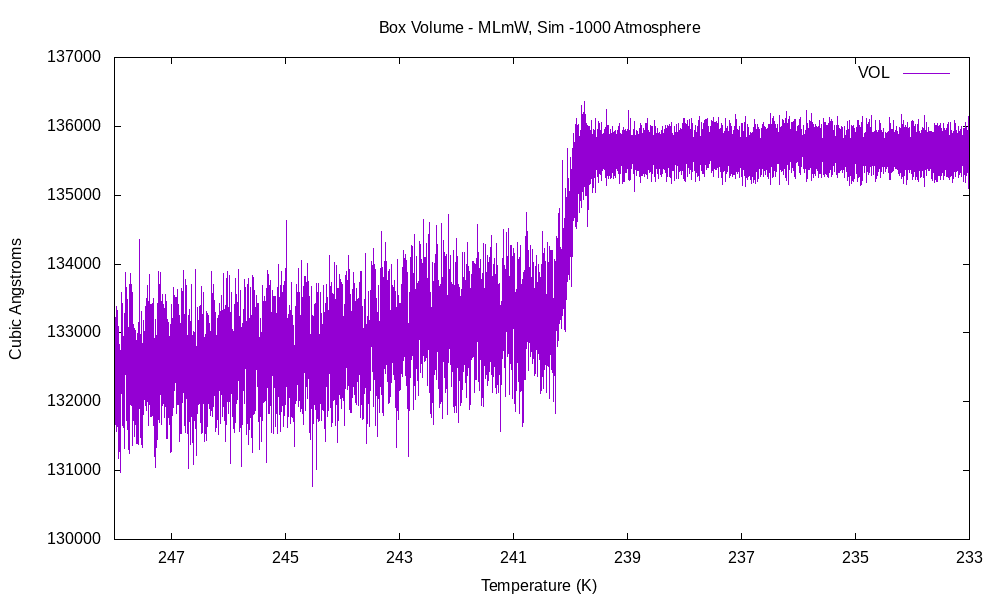 Box Volume - MLmW, Sim -1000 Atmosphere
137000
VOL
136000
135000
134000
133000
132000
131000
130000
Cubic Angstroms
247 245 243 241 239 237 235 233
Temperature (K)